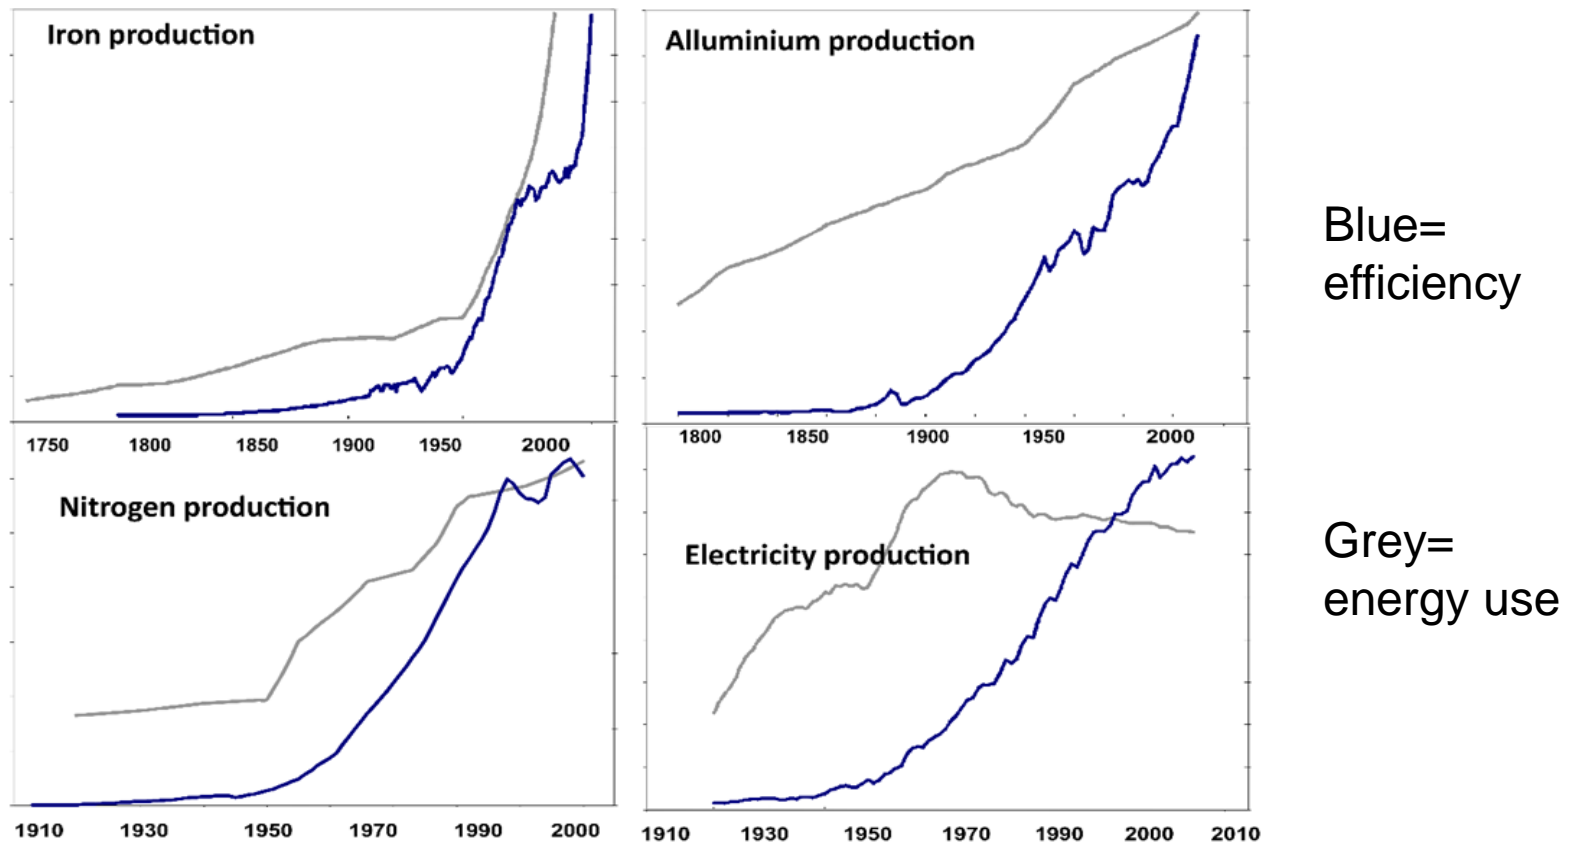 Iron production
1750 1800 1850 1900 1950 2000
Alluminium production
1800 1850 1900 1950 2000
Nitrogen production
1910 1930 1950 1970 1990 2000
Electricity production
1910 1930 1950 1970 1990 2000 2010
Blue=
efficiency
Grey=
energy use